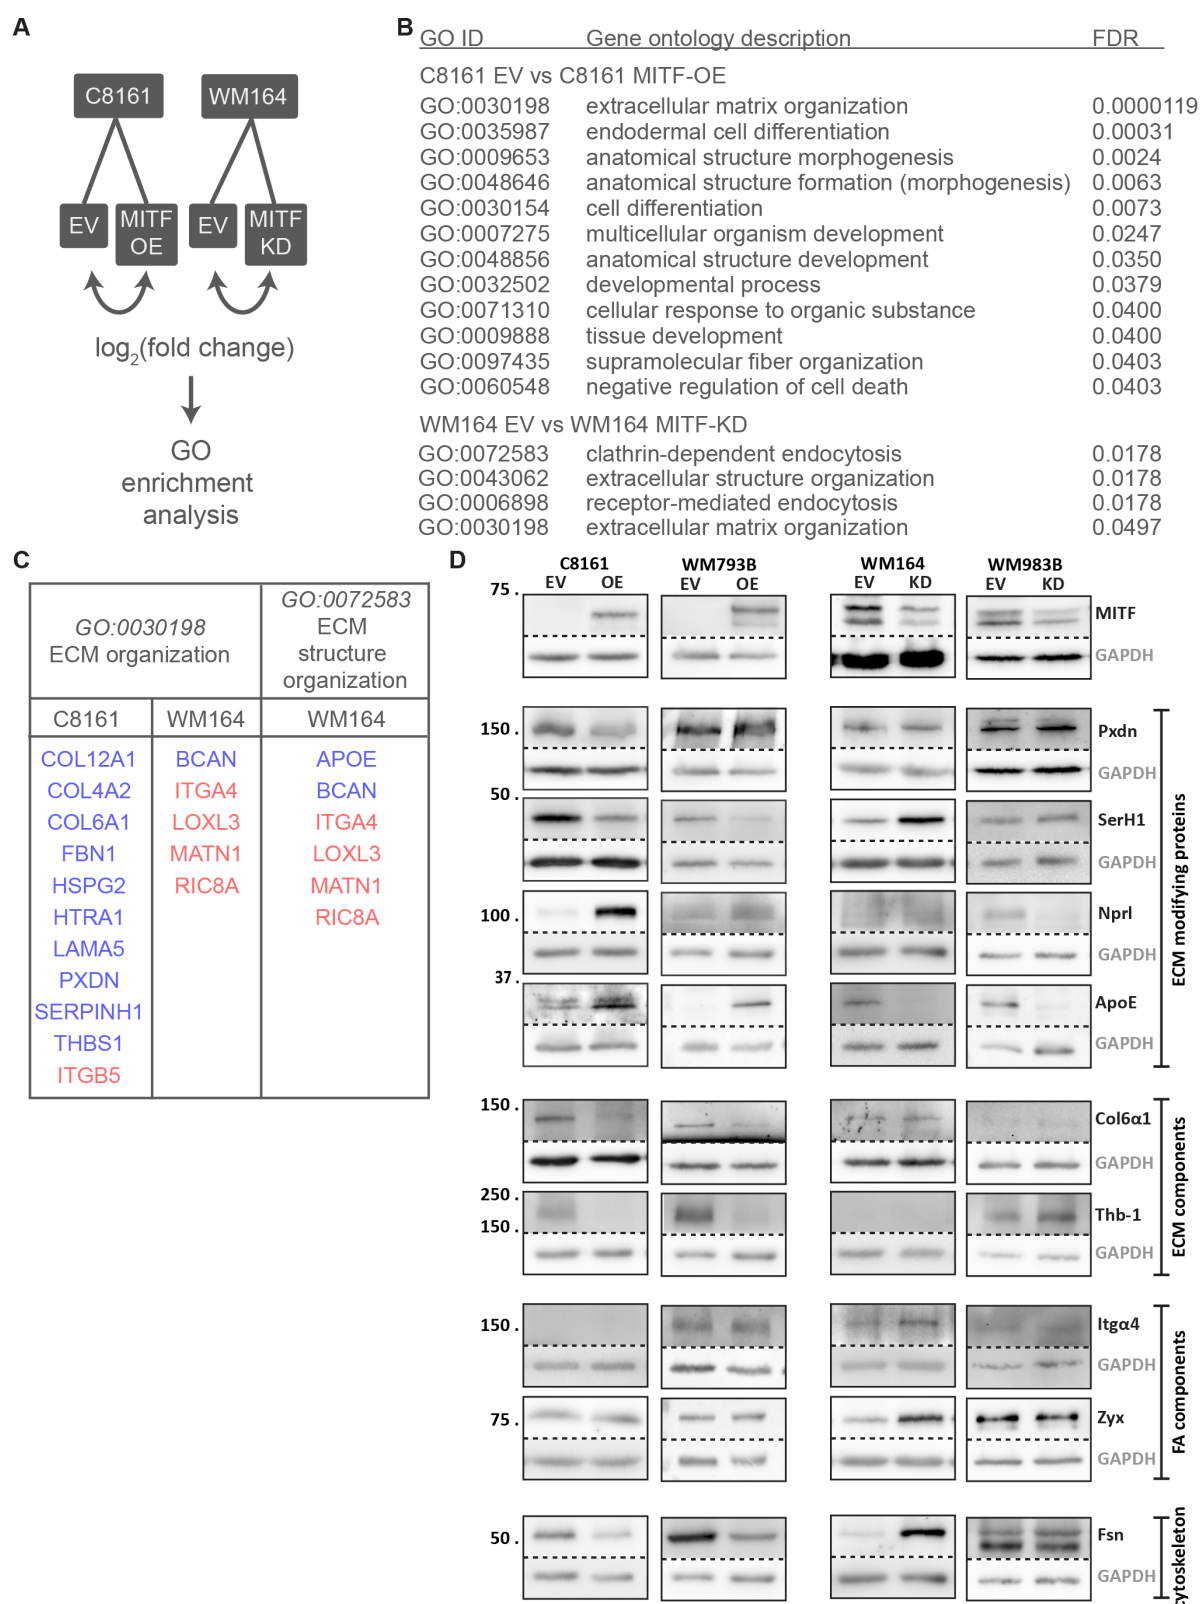 A
C8161
WM164
EV
MITF
OE
EV
MITF
KD
log2(fold change)
GO
enrichment
analysis
B
GO ID Gene ontology description FDR
C8161 EV vs C8161 MITF-OE
GO:0030198 extracellular matrix organization 0.0000119
GO:0035987 endodermal cell differentiation 0.00031
GO:0009653 anatomical structure morphogenesis 0.0024
GO:0048646 anatomical structure formation (morphogenesis) 0.0063
GO:0030154 cell differentiation 0.0073
GO:0007275 multicellular organism development 0.0247
GO:0048856 anatomical structure development 0.0350
GO:0032502 developmental process 0.0379
GO:0071310 cellular response to organic substance 0.0400
GO:0009888 tissue development 0.0400
GO:0097435 supramolecular fiber organization 0.0403
GO:0060548 negative regulation of cell death 0.0403
WM164 EV vs WM164 MITF-KD
GO:0072583 clathrin-dependent endocytosis 0.0178
GO:0043062 extracellular structure organization 0.0178
GO:0006898 receptor-mediated endocytosis 0.0178
GO:0030198 extracellular matrix organization 0.0497
C
GO:0030198
ECM organization
GO:0072583
ECM
structure
organization
C8161 WM164 WM164
COL12A1 BCAN APOE
COL4A2 ITGA4 BCAN
COL6A1 LOXL3 ITGA4
FBN1 MATN1 LOXL3
HSPG2 RIC8A MATN1
HTRA1 RIC8A
LAMA5
PXDN
SERPINH1
THBS1
ITGB5
D
C8161 WM793B WM164 WM983B
EV OE EV OE EV KD EV KD
75 .
MITF
GAPDH
150 .
Pxdn
GAPDH
50 .
SerH1
GAPDH
100 .
Nprl
GAPDH
37 .
ApoE
GAPDH
ECM modifying proteins
150 .
Col6α1
GAPDH
250 .
150 .
Thb-1
GAPDH
ECM components
150 .
Itgα4
GAPDH
75 .
Zyx
GAPDH
FA components
50 .
Fsn
GAPDH
cytoskeleton